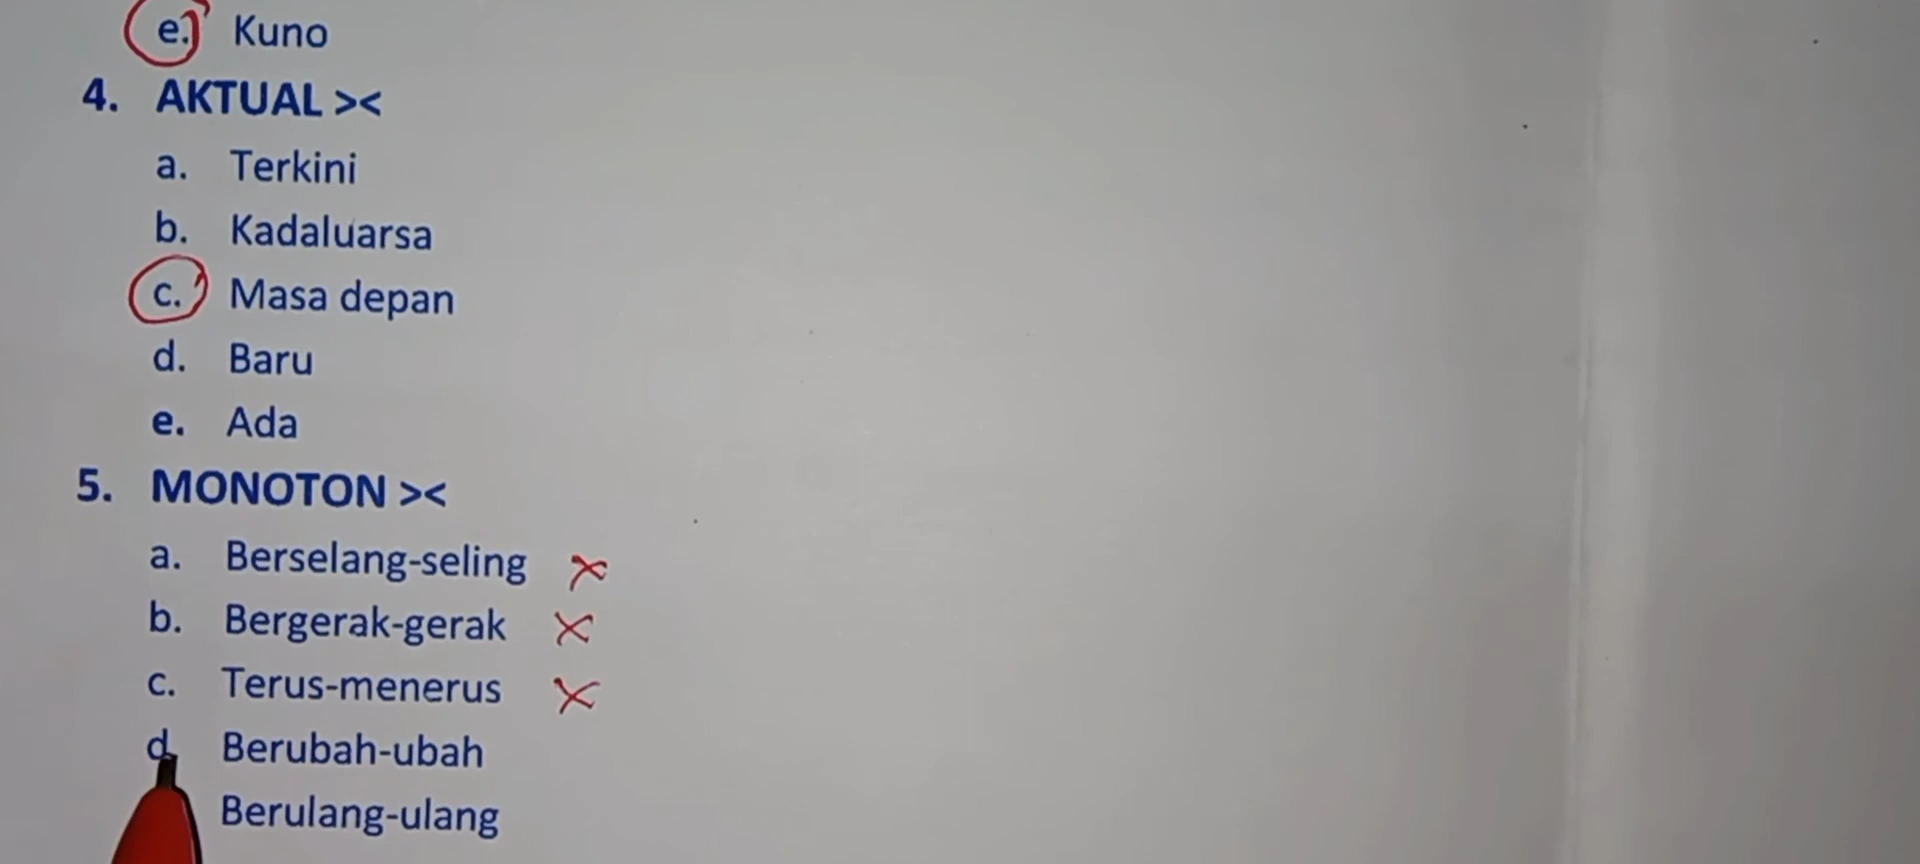 e. Kuno
4. AKTUAL ><
a. Terkini
b. Kadaluarsa
c. Masa depan
d. Baru
e. Ada
5. MONOTON ><
a. Berselang-seling
b. Bergerak-gerak
c. Terus-menerus
d. Berubah-ubah
Berulang-ulang